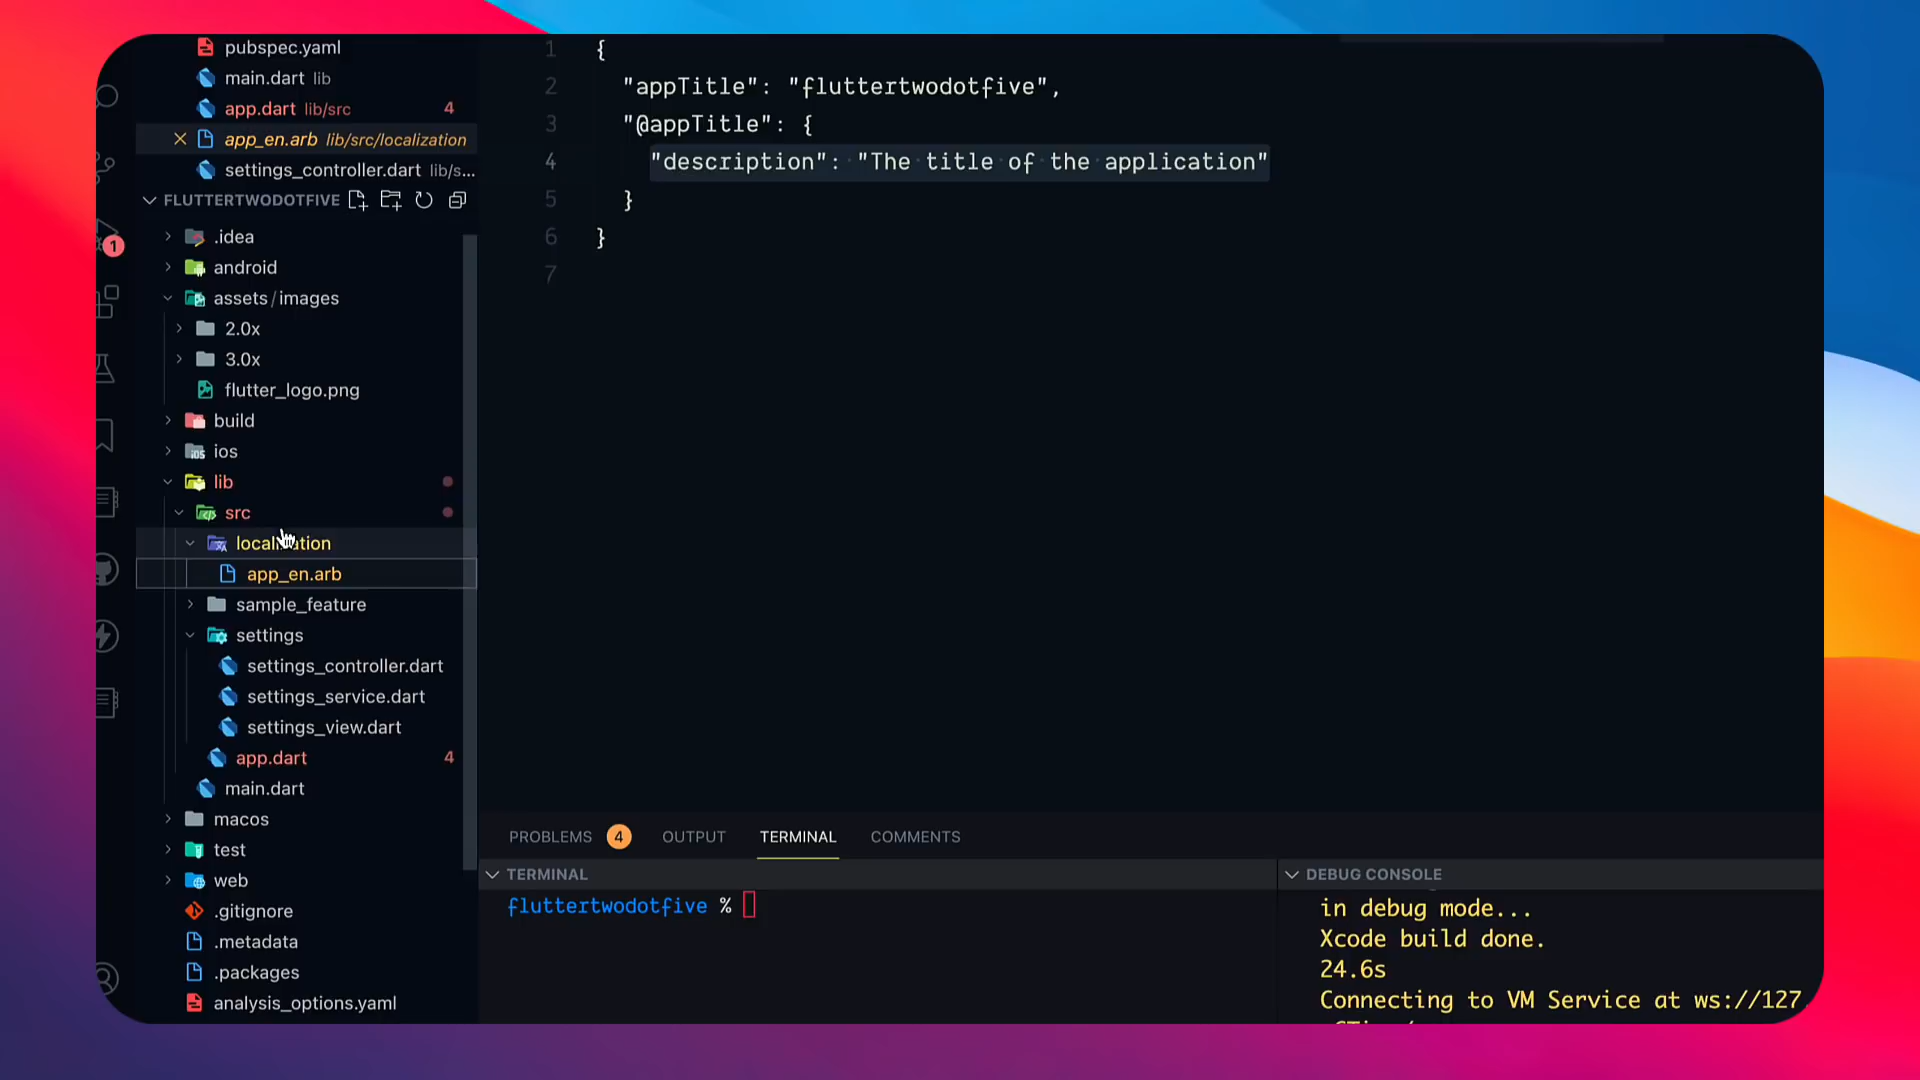 pubspec.yaml
main.dart lib
app.dart lib/src 4
app_en.arb lib/src/localization
settings_controller.dart lib/s...
FLUTTERTWODOTFIVE
.idea
android
assets/images
2.0x
3.0x
flutter_logo.png
build
ios
lib
src
app_en.arb
sample_feature
settings
settings_controller.dart
settings_service.dart
settings_view.dart
app.dart 4
main.dart
macos
test
web
.gitignore
.metadata
.packages
analysis_options.yaml
1
1 {
2 "appTitle": "fluttertwodotfive",
3 "@appTitle": {
4 "description": "The title of the application"
5 }
6 }
7
PROBLEMS 4 OUTPUT TERMINAL COMMENTS
TERMINAL
fluttertwodotfive %
DEBUG CONSOLE
in debug mode...
Xcode build done.
24.6s
Connecting to VM Service at ws://127.